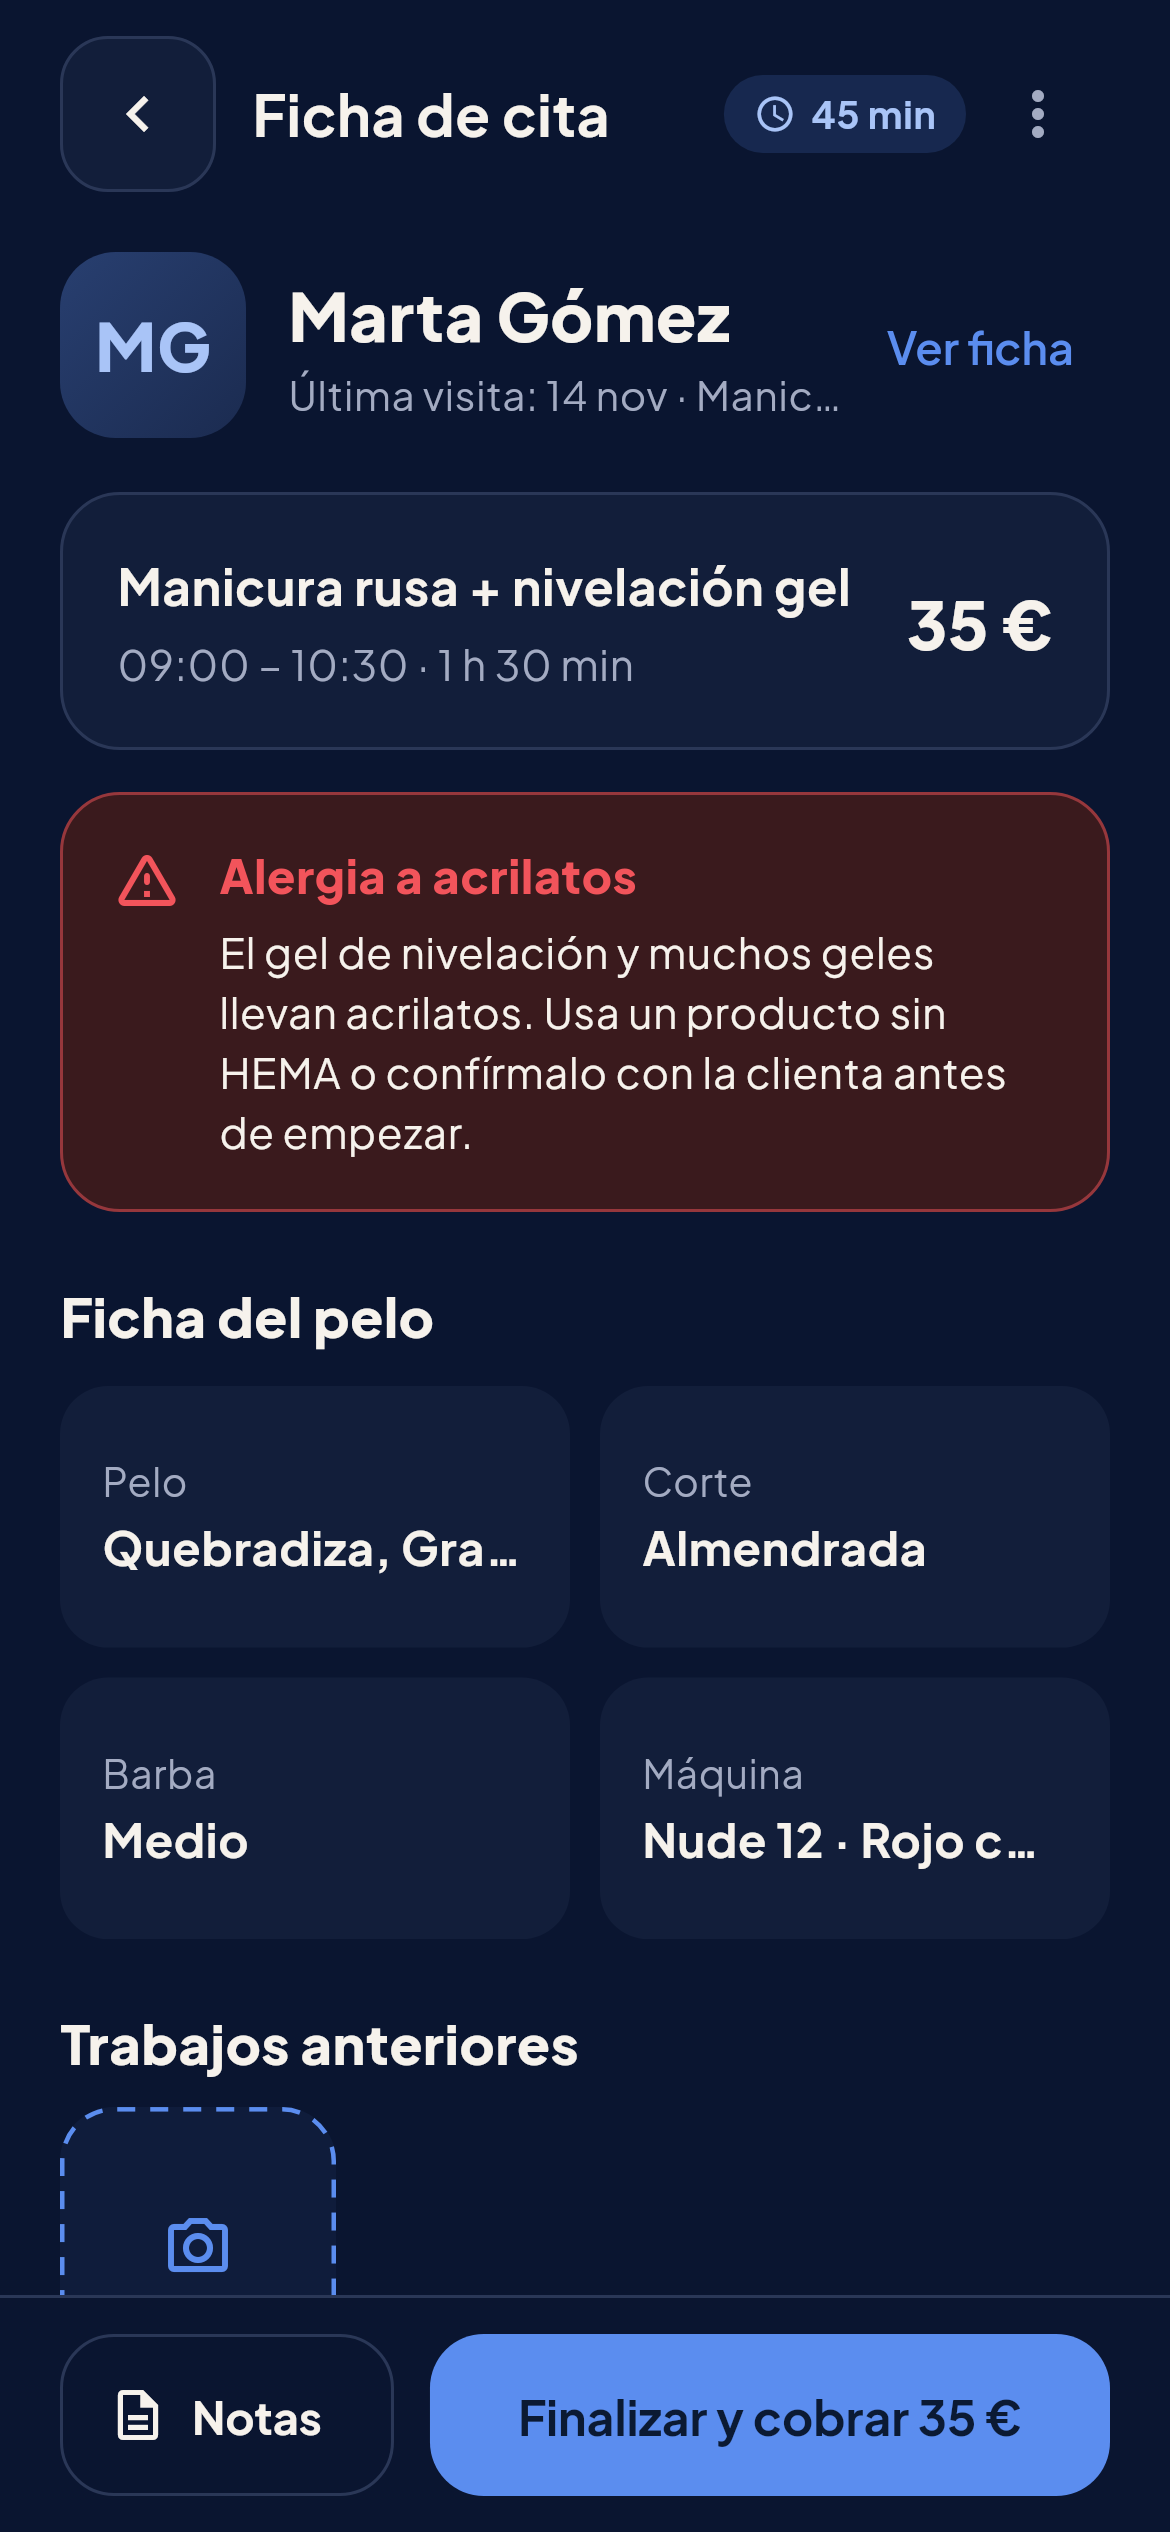 Ficha de cita
45 min
MG
Marta Gómez
Última visita: 14 nov · Manic...
Ver ficha
Manicura rusa + nivelación gel
09:00 – 10:30 · 1 h 30 min
35 €
Alergia a acrilatos
El gel de nivelación y muchos geles
llevan acrilatos. Usa un producto sin
HEMA o confírmalo con la clienta antes
de empezar.
Ficha del pelo
Pelo
Quebradiza, Gra...
Corte
Almendrada
Barba
Medio
Máquina
Nude 12 · Rojo c...
Trabajos anteriores
Notas
Finalizar y cobrar 35 €